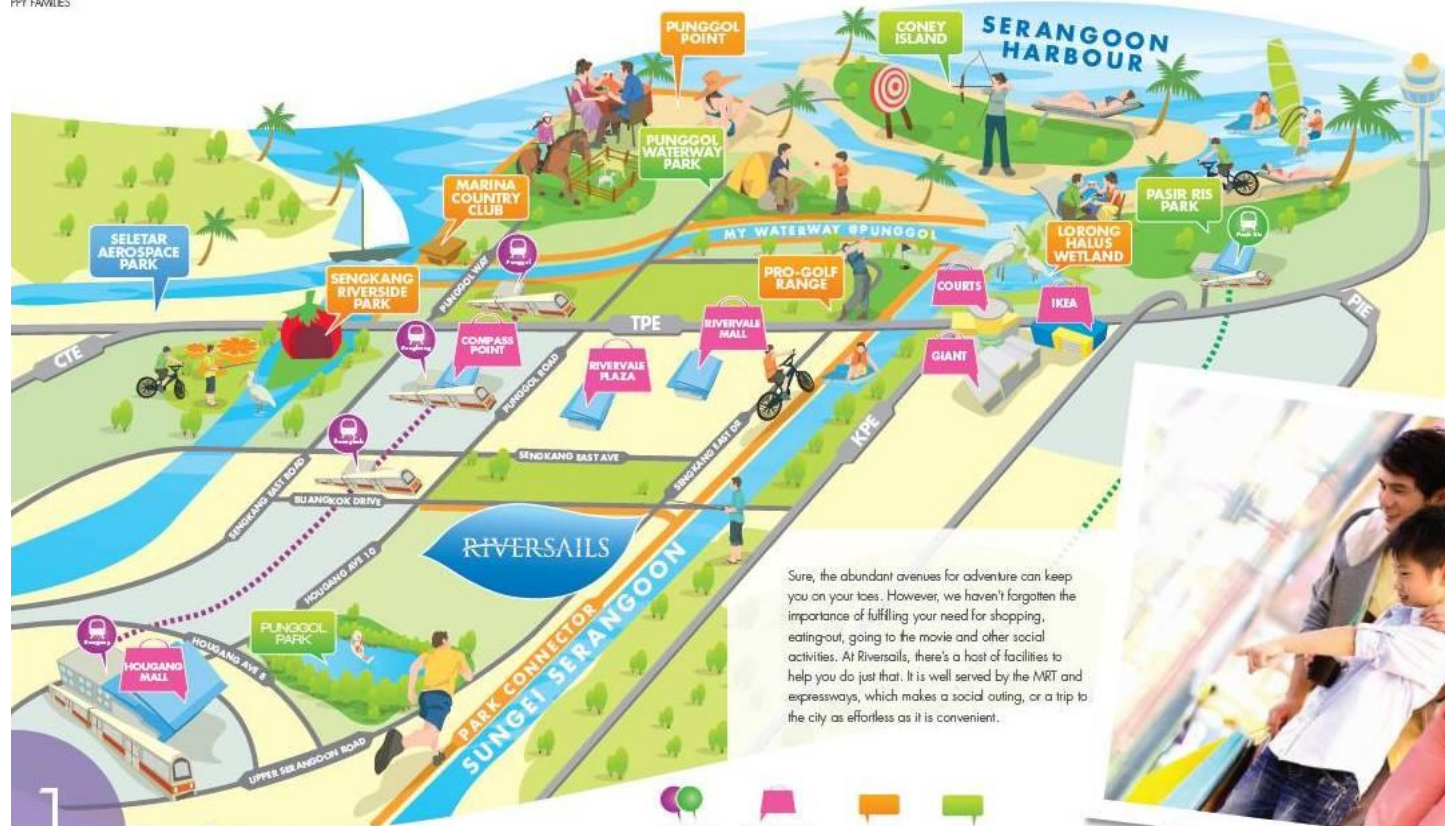 PPY FAMILIES
PUNGGOL
POINT
CONEY
ISLAND
SERANGOON
HARBOUR
PUNGGOL
WATERWAY
PARK
MARINA
COUNTRY
CLUB
PASIR RIS
PARK
SELETAR
AEROSPACE
PARK
SENGKANG
RIVERSIDE
PARK
PUNGGOL WAY
Punggol
MY WATERWAY @PUNGGOL
LORONG
HALUS
WETLAND
Pasir Ris
PRO-GOLF
RANGE
COURTS
IKEA
CTE
Sengkang
COMPASS
POINT
TPE
RIVERVALE
MALL
PIE
RIVERVALE
PLAZA
GIANT
PUNGGOL ROAD
KPE
SENGKANG EAST ROAD
SENGKANG EAST AVE
SENGKANG EAST DR
BUANGKOK DRIVE
RIVERSAILS
HOUGANG AVE 10
PUNGGOL
PARK
HOUGANG AVE 8
HOUGANG
MALL
PARK CONNECTOR
SUNGEI SERANGOON
UPPER SERANGOON ROAD
Sure, the abundant avenues for adventure can keep
you on your toes. However, we haven't forgotten the
importance of fulfilling your need for shopping,
eating-out, going to the movie and other social
activities. At Riversails, there's a host of facilities to
help you do just that. It is well served by the MRT and
expressways, which makes a social outing, or a trip to
the city as effortless as it is convenient.
1